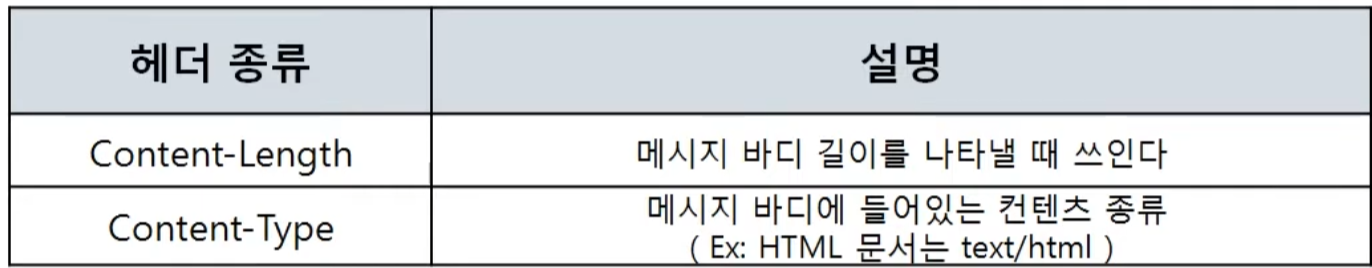 헤더 종류 설명
Content-Length 메시지 바디 길이를 나타낼 때 쓰인다
Content-Type 메시지 바디에 들어있는 컨텐츠 종류
( Ex: HTML 문서는 text/html )